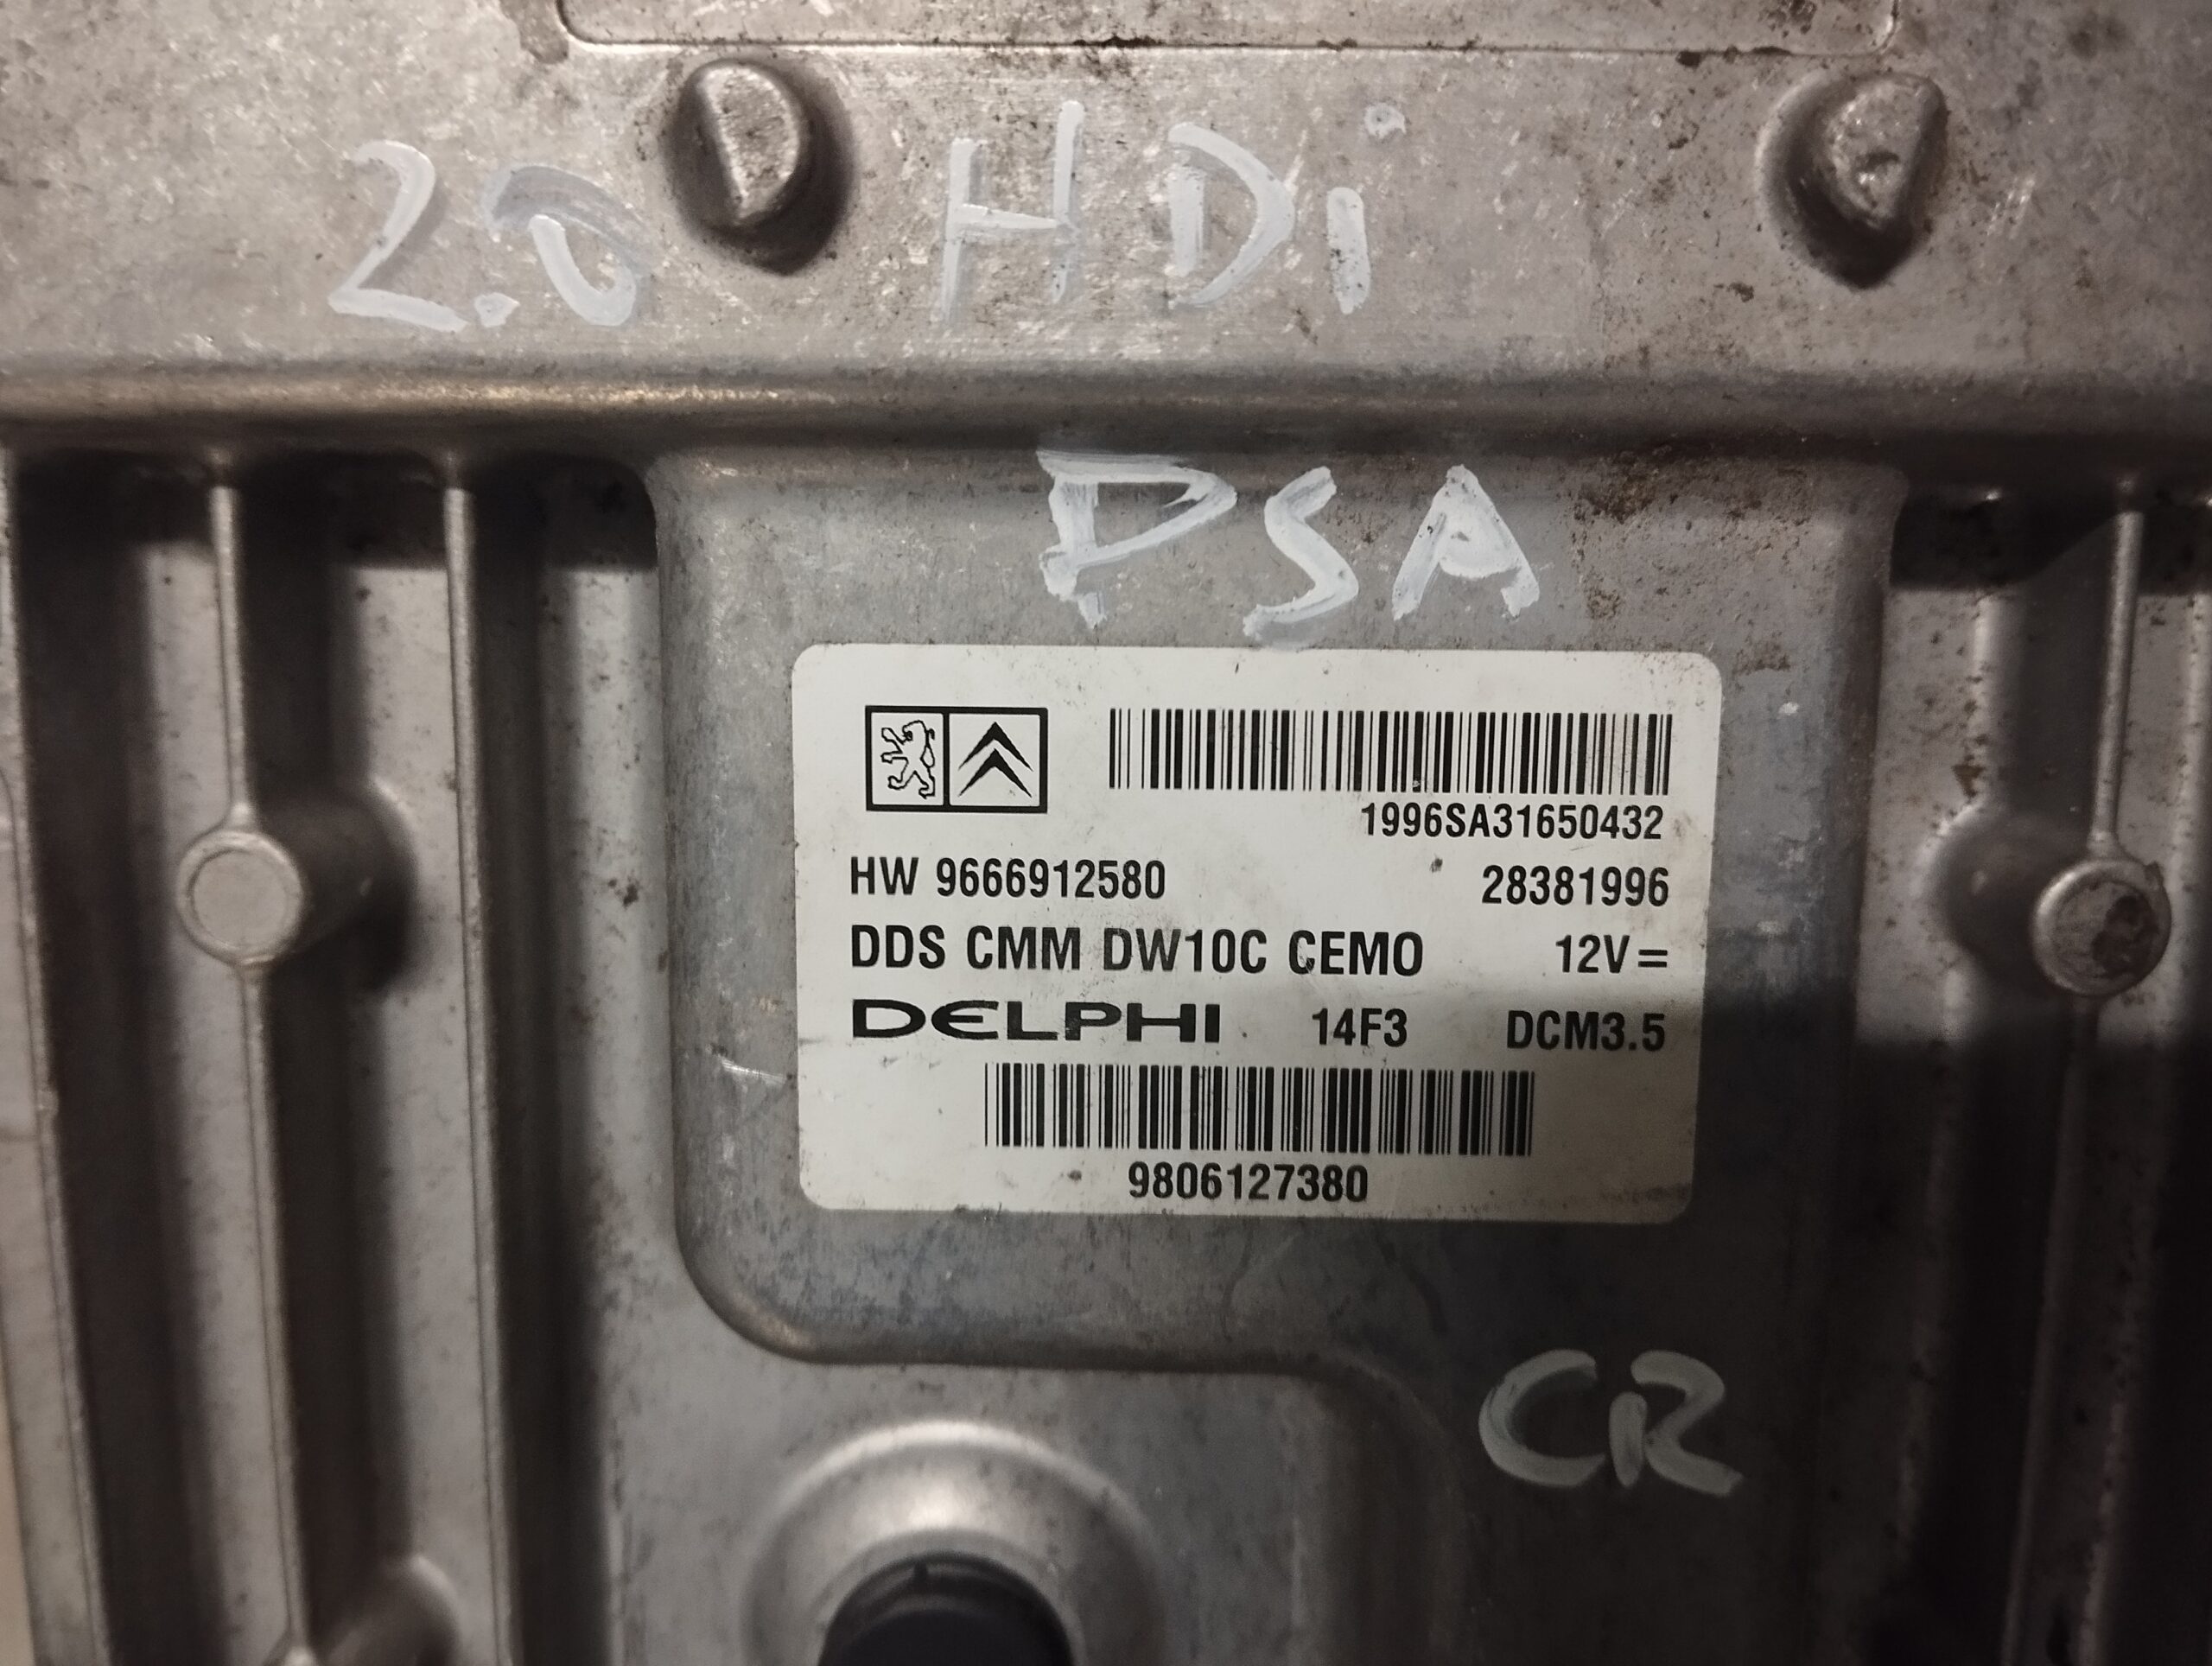 2.0 HDi
PSA
1996SA31650432
HW 9666912580 28381996
DDS CMM DW10C CEMO 12V=
DELPHI 14F3 DCM3.5
9806127380
CR